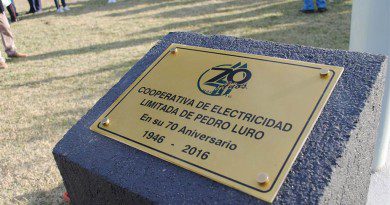 70
COOPERATIVA DE ELECTRICIDAD
LIMITADA DE PEDRO LURO
En su 70 Aniversario
1946 - 2016